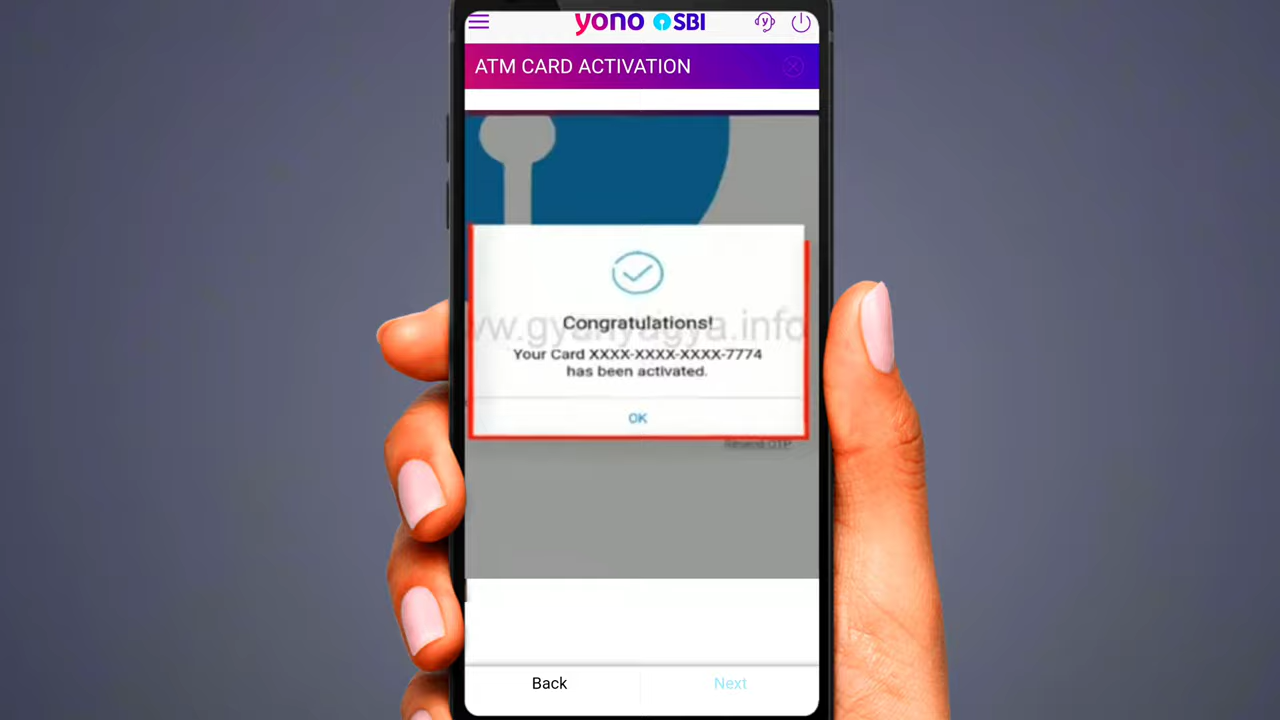 yono SBI
ATM CARD ACTIVATION
www.gyanyagya.info
Congratulations!
Your Card XXXX-XXXX-XXXX-7774
has been activated.
OK
Resend OTP
Back
Next